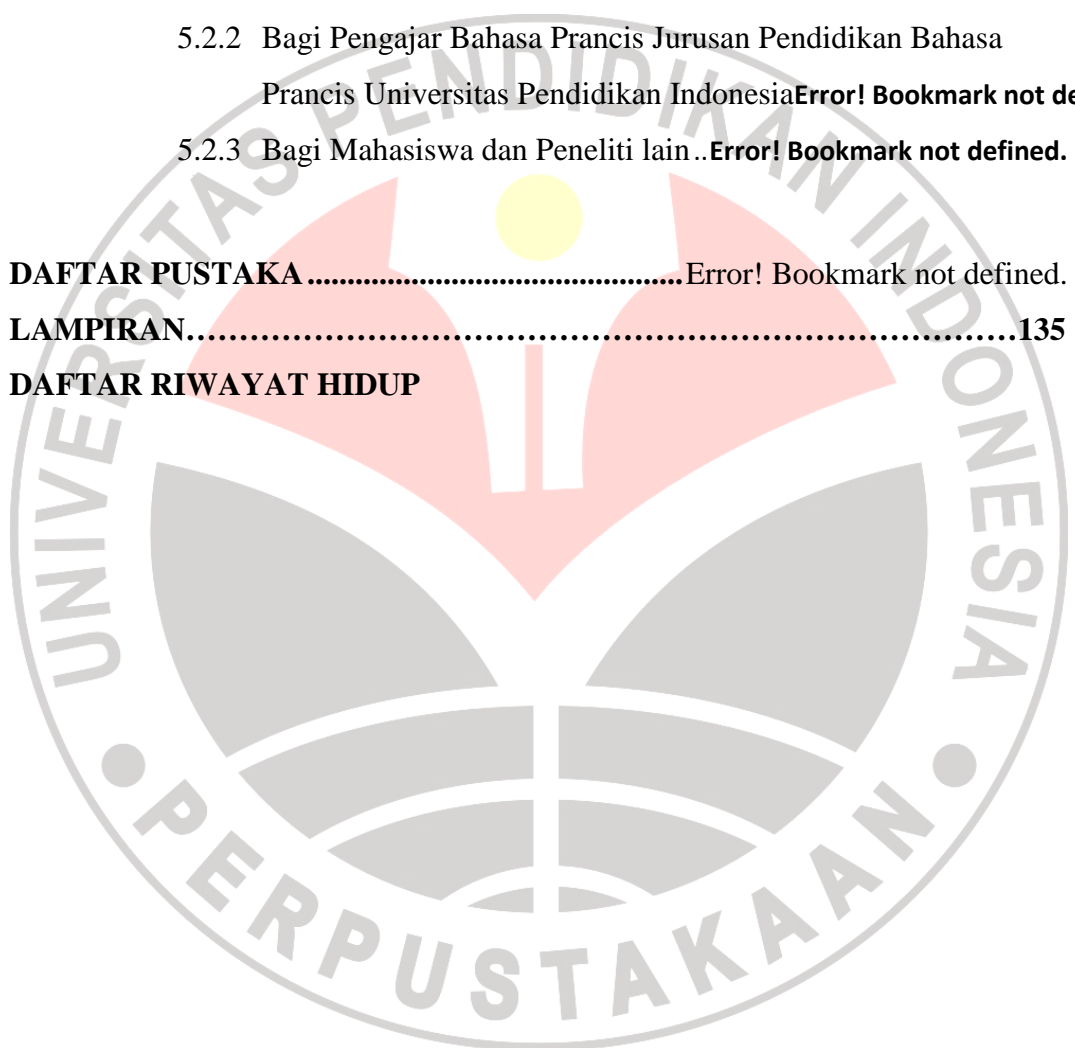 5.2.2 Bagi Pengajar Bahasa Prancis Jurusan Pendidikan Bahasa
Prancis Universitas Pendidikan IndonesiaError! Bookmark not de
5.2.3 Bagi Mahasiswa dan Peneliti lain..Error! Bookmark not defined.
DAFTAR PUSTAKA ...............................................Error! Bookmark not defined.
LAMPIRAN……………………………………………………………………135
DAFTAR RIWAYAT HIDUP
UNIVERSITAS PENDIDIKAN INDONESIA
PERPUSTAKAAN